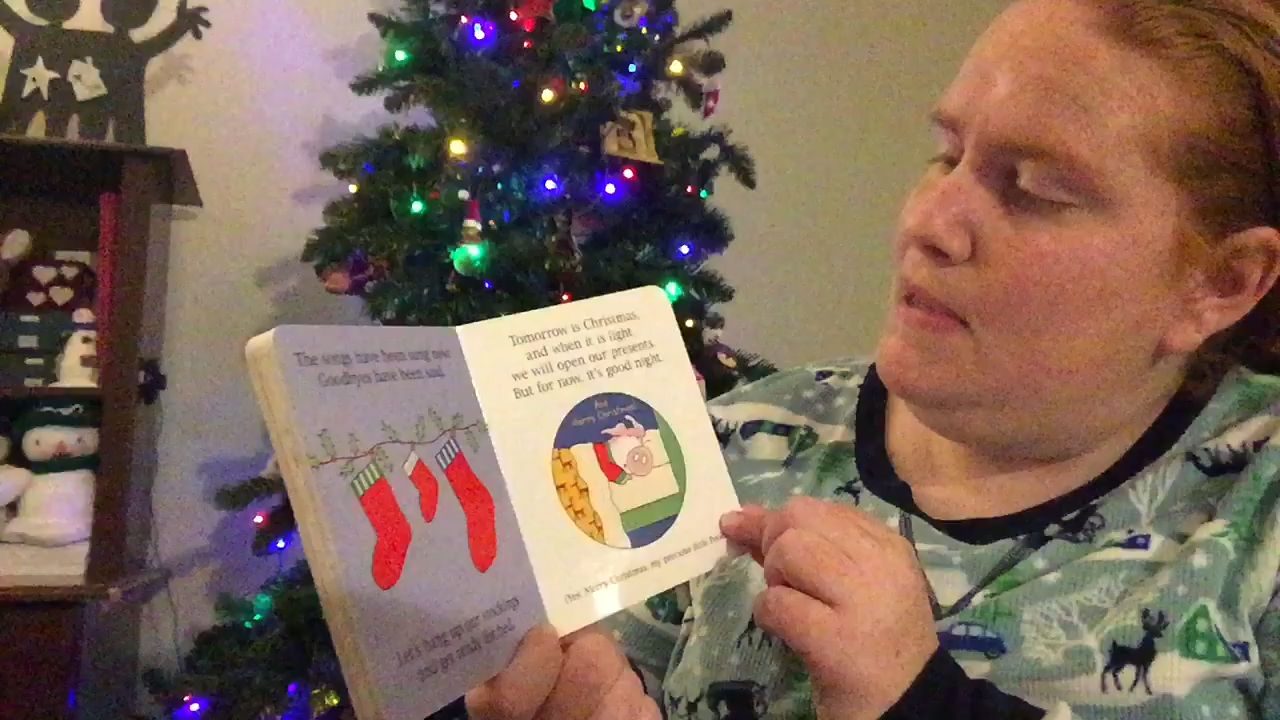 The songs have been sung now.
Goodbyes have been said.
Let's hang up our stockings
and get ready for bed.
Tomorrow is Christmas,
and when it is light
we will open our presents.
But for now, it's good night.
And
Merry Christmas!
(Yes. Merry Christmas, my precious little